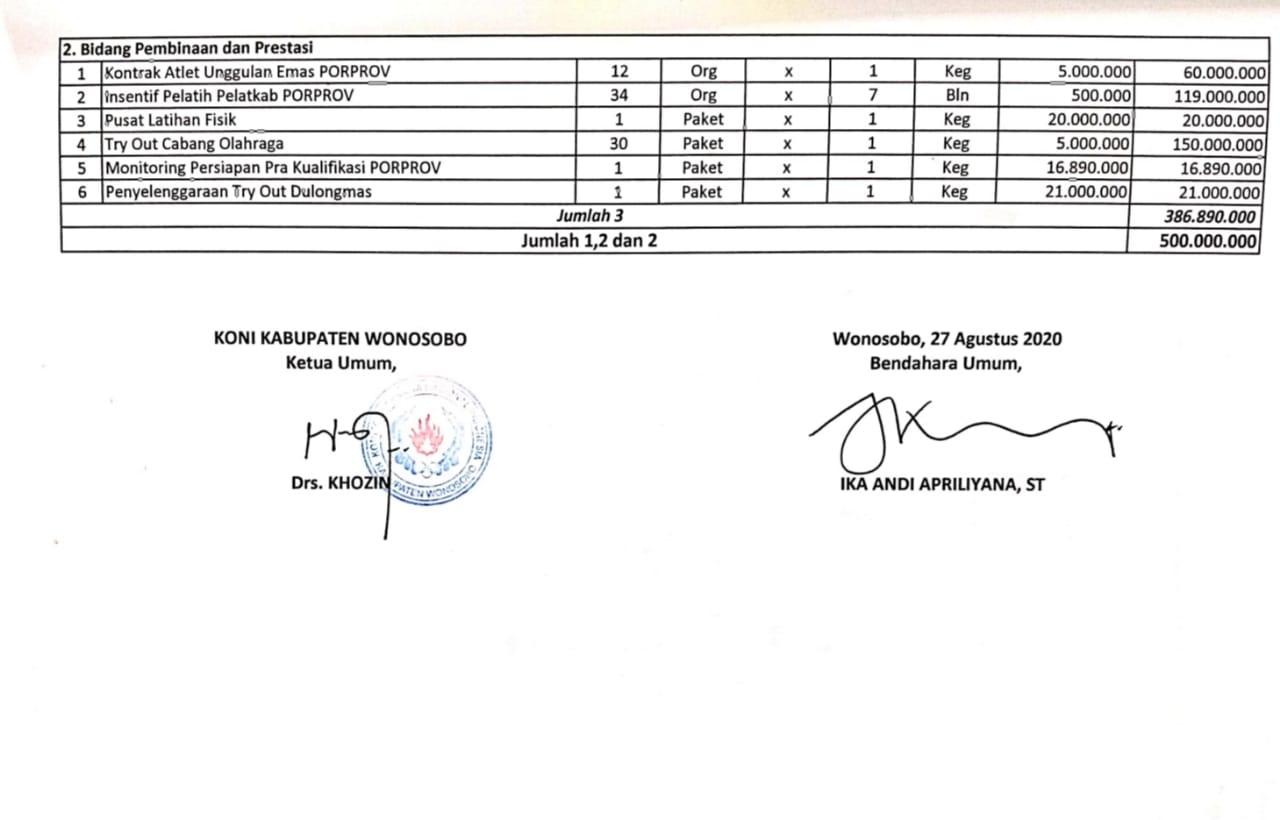 2. Bidang Pembinaan dan Prestasi
1 Kontrak Atlet Unggulan Emas PORPROV 12 Org x 1 Keg 5.000.000 60.000.000
2 Insentif Pelatih Pelatkab PORPROV 34 Org x 7 Bln 500.000 119.000.000
3 Pusat Latihan Fisik 1 Paket x 1 Keg 20.000.000 20.000.000
4 Try Out Cabang Olahraga 30 Paket x 1 Keg 5.000.000 150.000.000
5 Monitoring Persiapan Pra Kualifikasi PORPROV 1 Paket x 1 Keg 16.890.000 16.890.000
6 Penyelenggaraan Try Out Dulongmas 1 Paket x 1 Keg 21.000.000 21.000.000
Jumlah 3 386.890.000
Jumlah 1,2 dan 2 500.000.000
KONI KABUPATEN WONOSOBO
Ketua Umum,
Drs. KHOZIN
Wonosobo, 27 Agustus 2020
Bendahara Umum,
IKA ANDI APRILIYANA, ST
KABUPATEN WONOSOBO